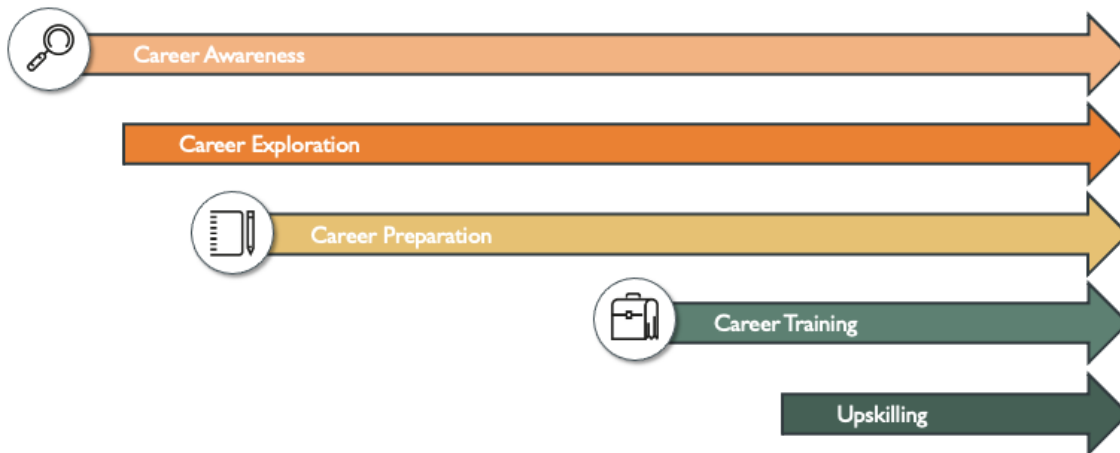 Career Awareness
Career Exploration
Career Preparation
Career Training
Upskilling